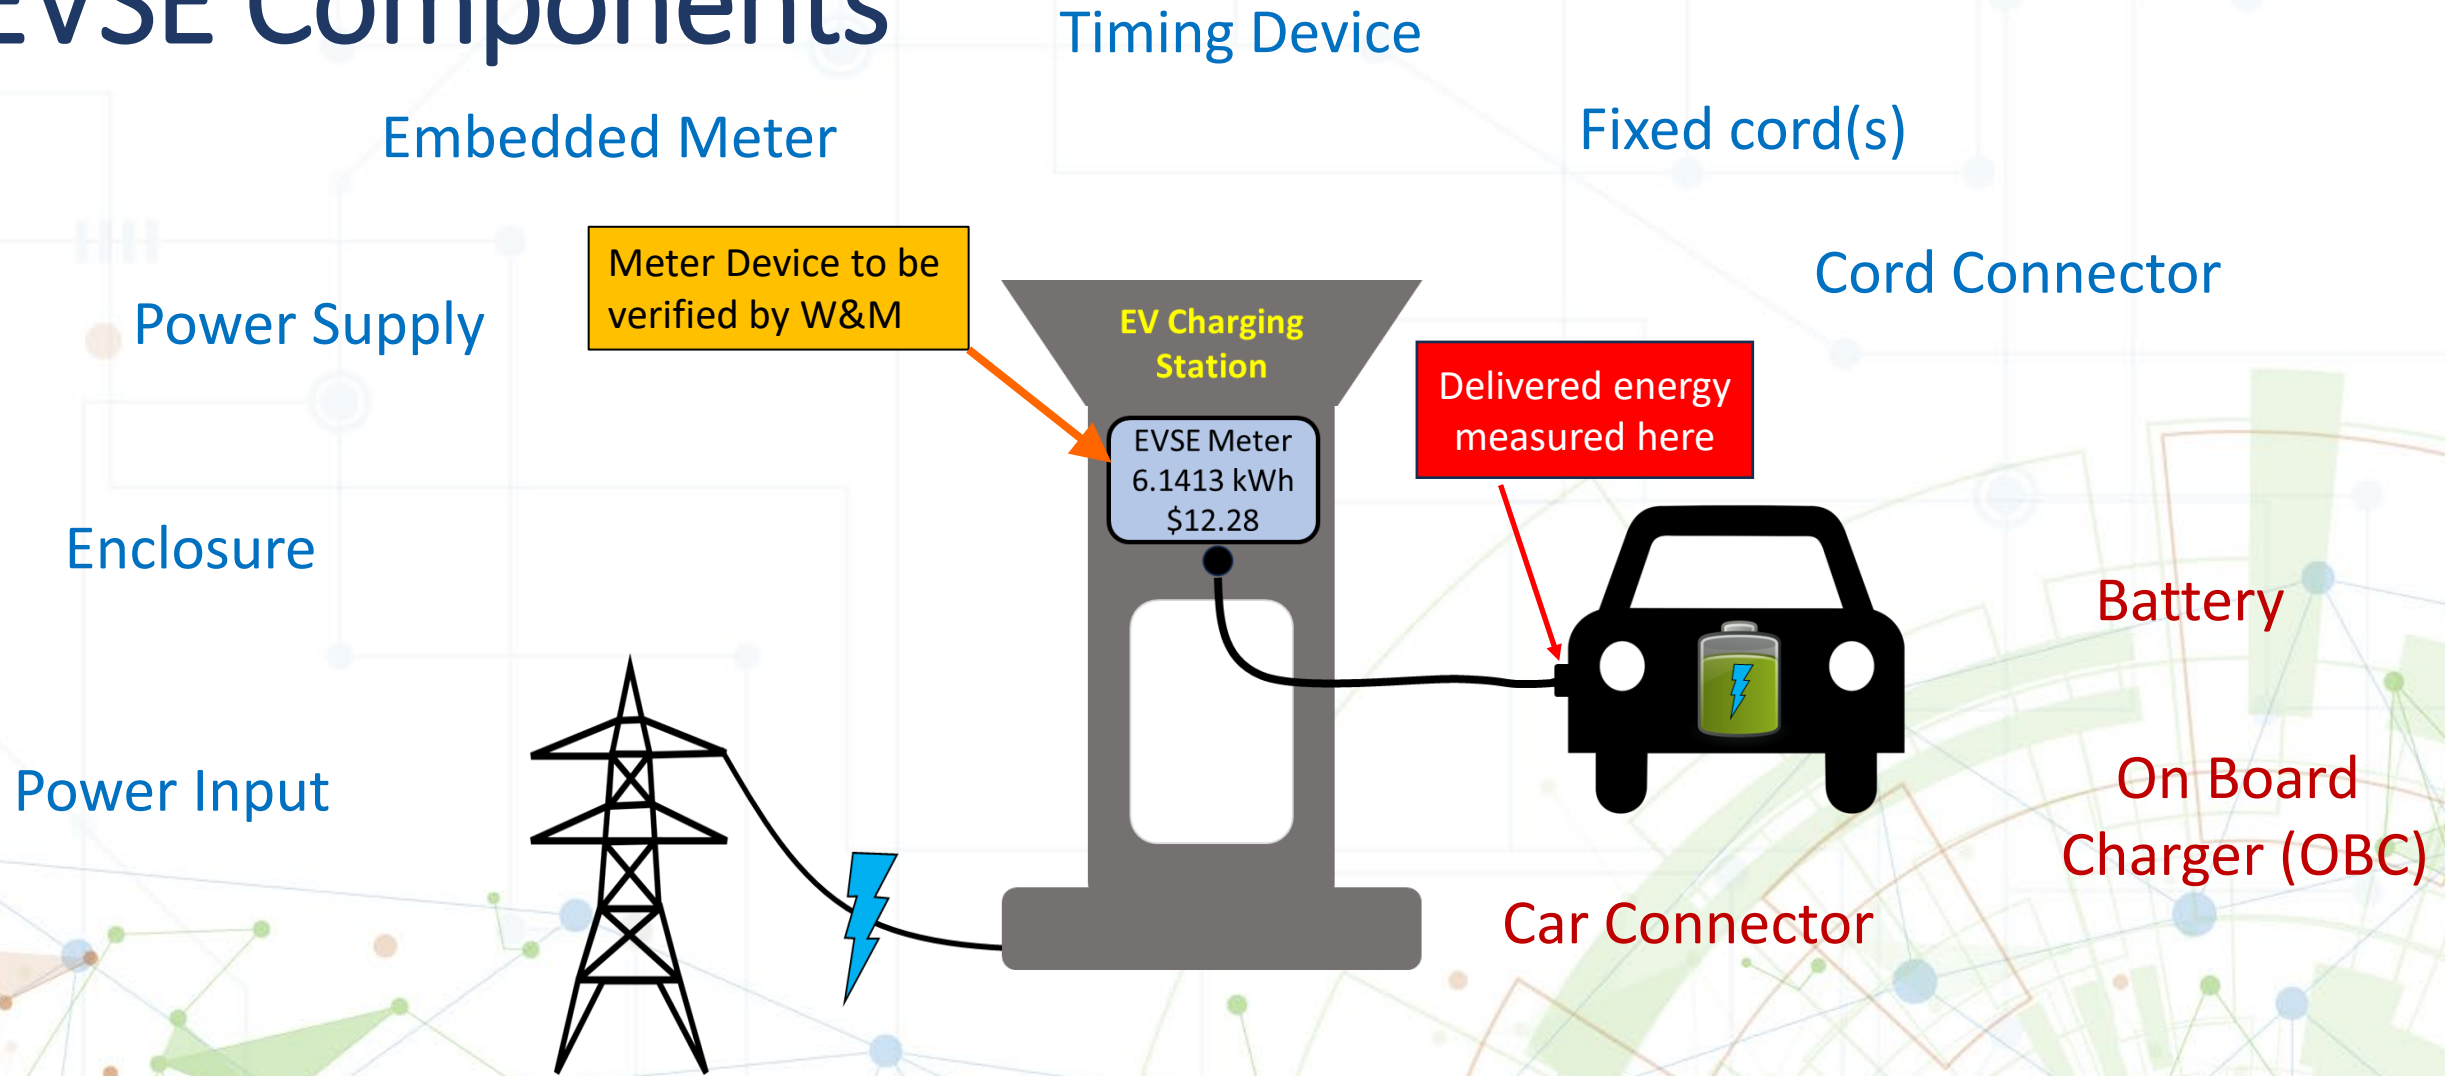 EVSE Components
Timing Device
Embedded Meter
Fixed cord(s)
Meter Device to be
verified by W&M
Cord Connector
Power Supply
EV Charging
Station
Delivered energy
measured here
EVSE Meter
6.1413 kWh
$12.28
Enclosure
Battery
Power Input
On Board
Charger (OBC)
Car Connector